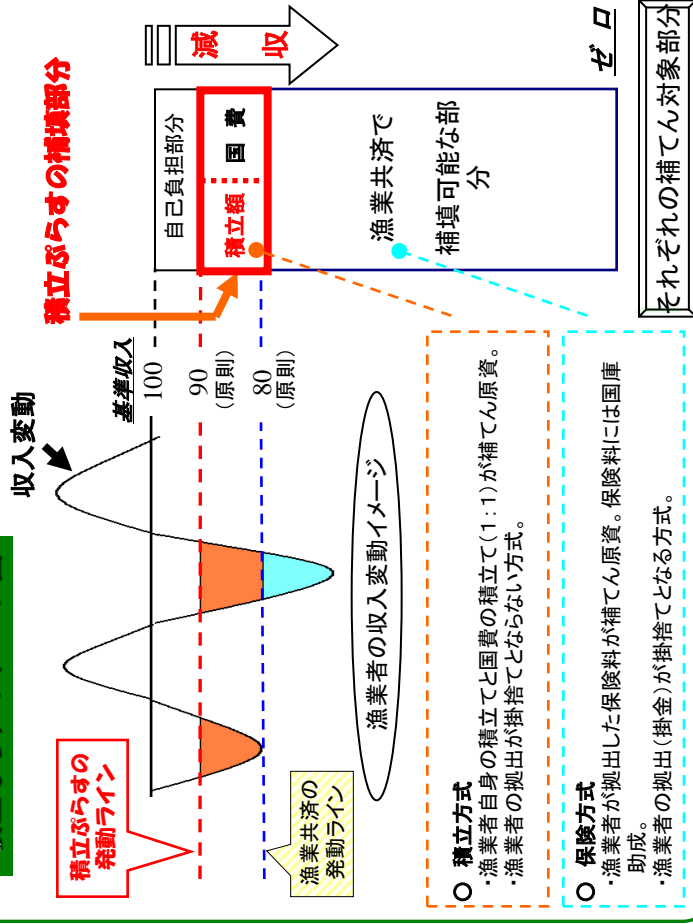 収入変動
積立ぷらすの補填部分
基準収入
100
90
(原則)
80
(原則)
積立ぷらすの
発動ライン
漁業共済の
発動ライン
漁業者の収入変動イメージ
自己負担部分
積立額
国 費
漁業共済で
補填可能な部
分
減
収
ゼ ロ
○ 積立方式
・漁業者自身の積立てと国費の積立て(1:1)が補てん原資。
・漁業者の拠出が掛捨てとならない方式。
○ 保険方式
・漁業者が拠出した保険料が補てん原資。保険料には国庫
助成。
・漁業者の拠出(掛金)が掛捨てとなる方式。
それぞれの補てん対象部分